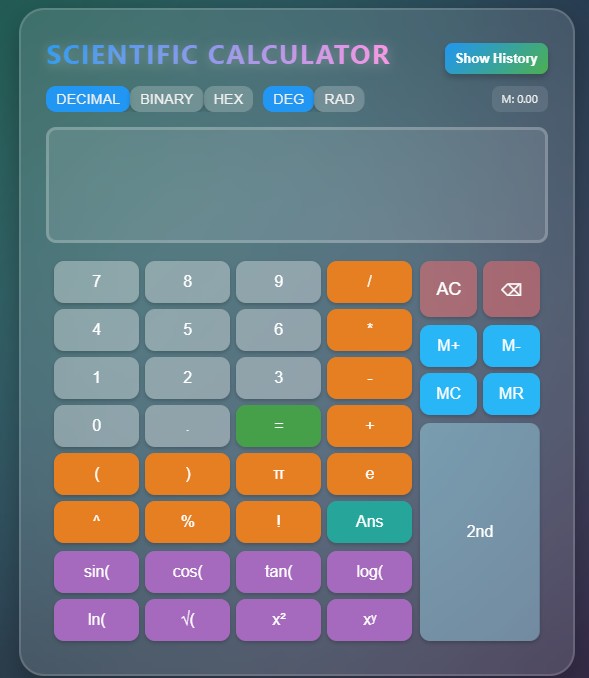 SCIENTIFIC CALCULATOR Show History
DECIMAL BINARY HEX DEG RAD M: 0.00
7 8 9 / AC ⌫
4 5 6 * M+ M-
1 2 3 - MC MR
0 . = +
( ) π e
^ % ! Ans 2nd
sin( cos( tan( log(
ln( √( x² xʸ